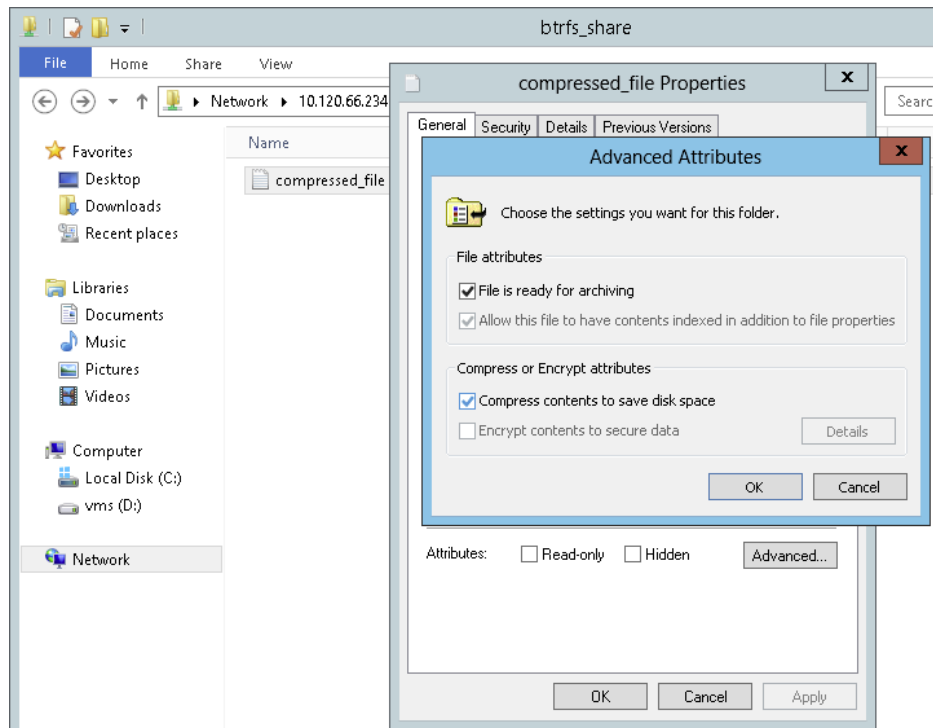 btrfs_share
File Home Share View
Network 10.120.66.234
Searc
Favorites
Desktop
Downloads
Recent places
Libraries
Documents
Music
Pictures
Videos
Computer
Local Disk (C:)
vms (D:)
Network
Name
compressed_file
compressed_file Properties
x
General Security Details Previous Versions
Advanced Attributes
x
Choose the settings you want for this folder.
File attributes
File is ready for archiving
Allow this file to have contents indexed in addition to file properties
Compress or Encrypt attributes
Compress contents to save disk space
Encrypt contents to secure data
Details
OK Cancel
Attributes: Read-only Hidden Advanced...
OK Cancel Apply